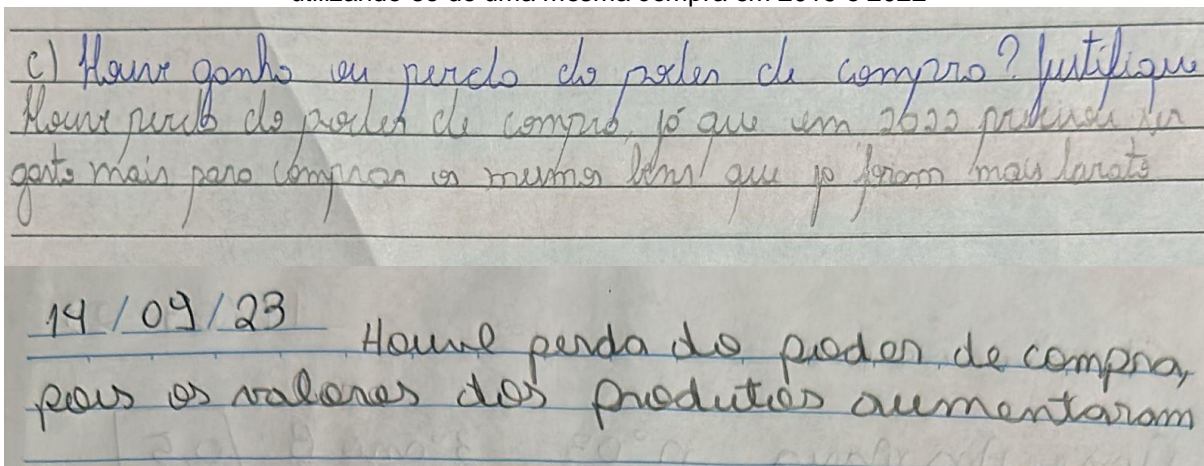 utilizando-se de uma mesma compra em 2018 e 2022
c) Houve ganho ou perda do poder de compra? Justifique
Houve perda do poder de compra, já que em 2022 precisou ser
gasto mais para comprar os mesmos bens que já foram mais barato
14/09/23 Houve perda do poder de compra,
pois os valores dos produtos aumentaram